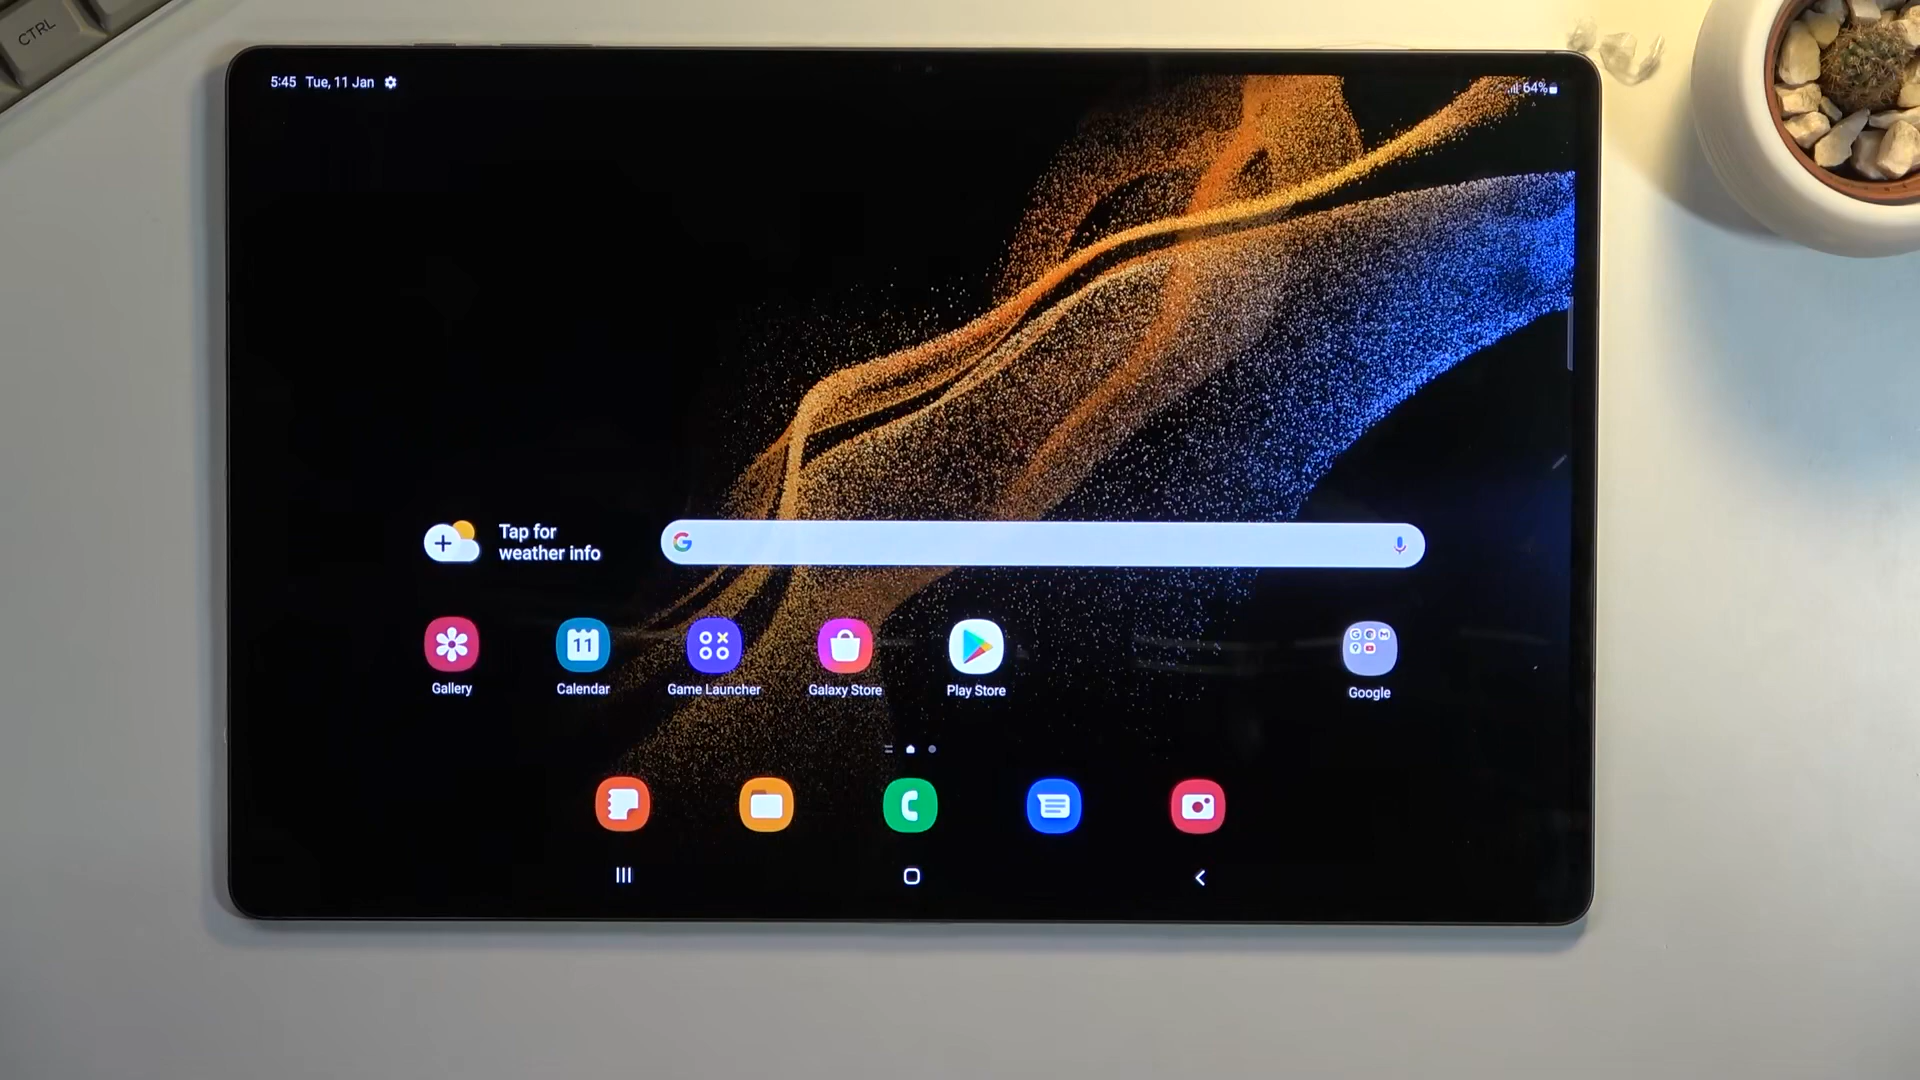 CTRL
5:45 Tue, 11 Jan
64%
Tap for
weather info
G
11
Gallery
Calendar
Game Launcher
Galaxy Store
Play Store
Google